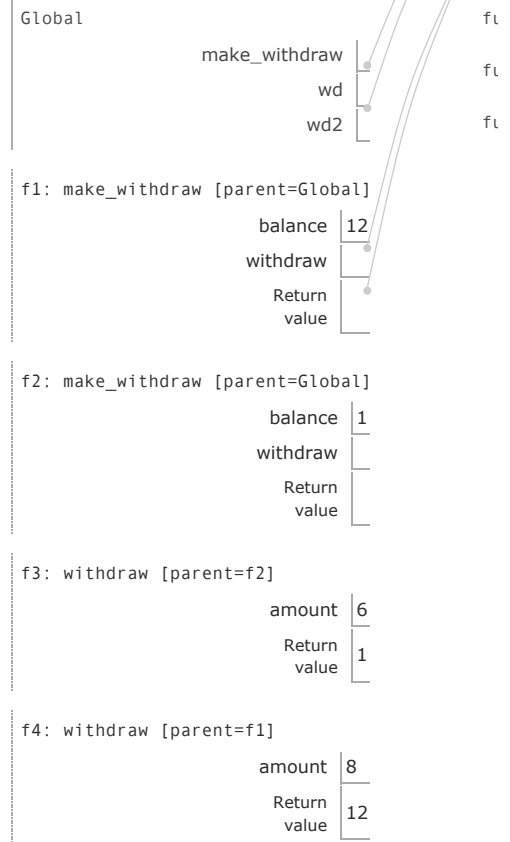 Global
make_withdraw
wd
wd2
f1: make_withdraw [parent=Global]
balance 12
withdraw
Return
value
f2: make_withdraw [parent=Global]
balance 1
withdraw
Return
value
f3: withdraw [parent=f2]
amount 6
Return
value 1
f4: withdraw [parent=f1]
amount 8
Return
value 12